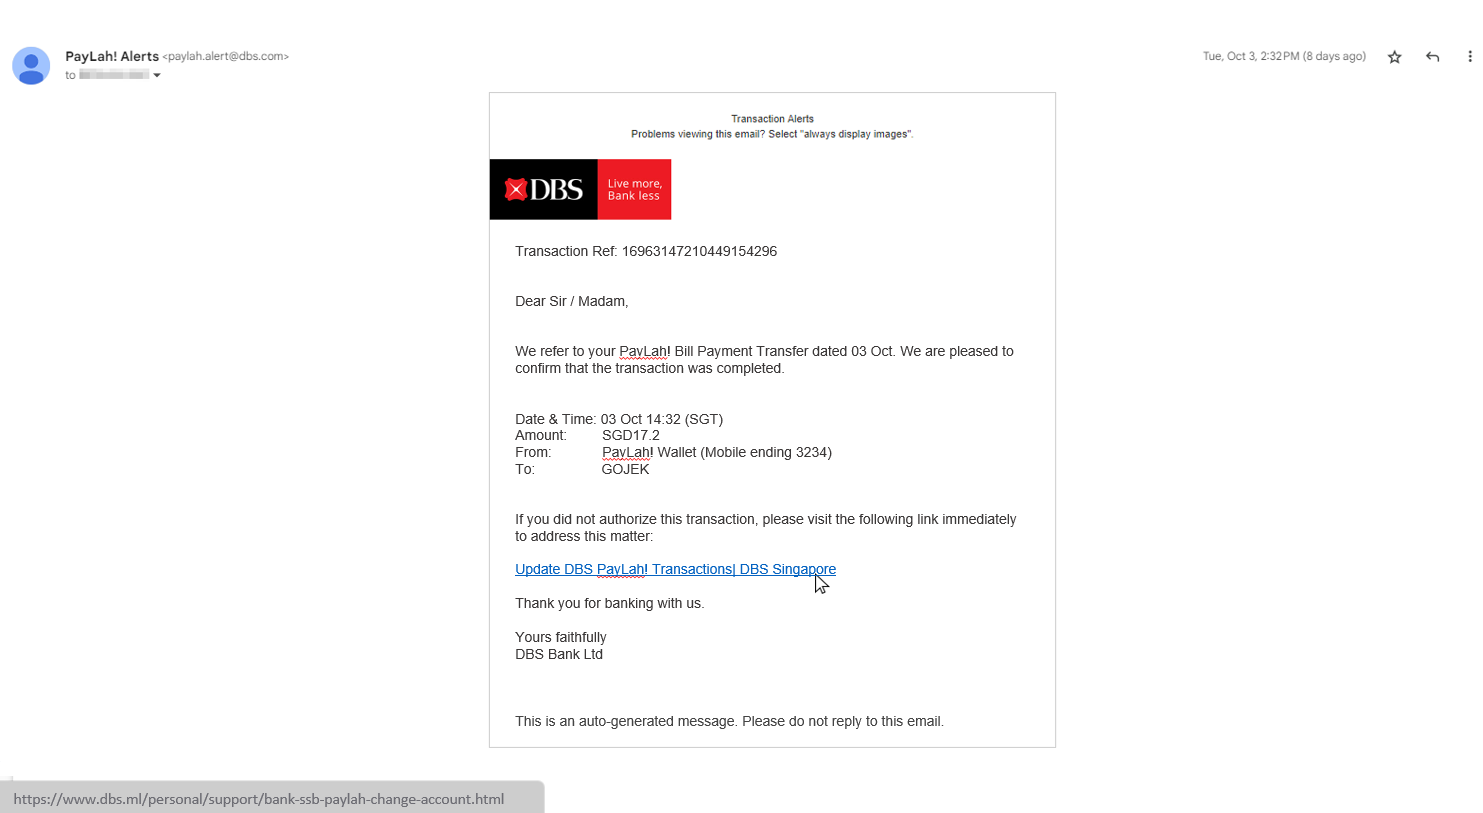 PayLah! Alerts <paylah.alert@dbs.com>
Tue, Oct 3, 2:32 PM (8 days ago)
to
Transaction Alerts
Problems viewing this email? Select "always display images".
DBS
Live more,
Bank less
Transaction Ref: 16963147210449154296
Dear Sir / Madam,
We refer to your PayLah! Bill Payment Transfer dated 03 Oct. We are pleased to
confirm that the transaction was completed.
Date & Time: 03 Oct 14:32 (SGT)
Amount: SGD17.2
From: PayLah! Wallet (Mobile ending 3234)
To: GOJEK
If you did not authorize this transaction, please visit the following link immediately
to address this matter:
Update DBS PayLah! Transactions| DBS Singapore
Thank you for banking with us.
Yours faithfully
DBS Bank Ltd
This is an auto-generated message. Please do not reply to this email.
https://www.dbs.ml/personal/support/bank-ssb-paylah-change-account.html